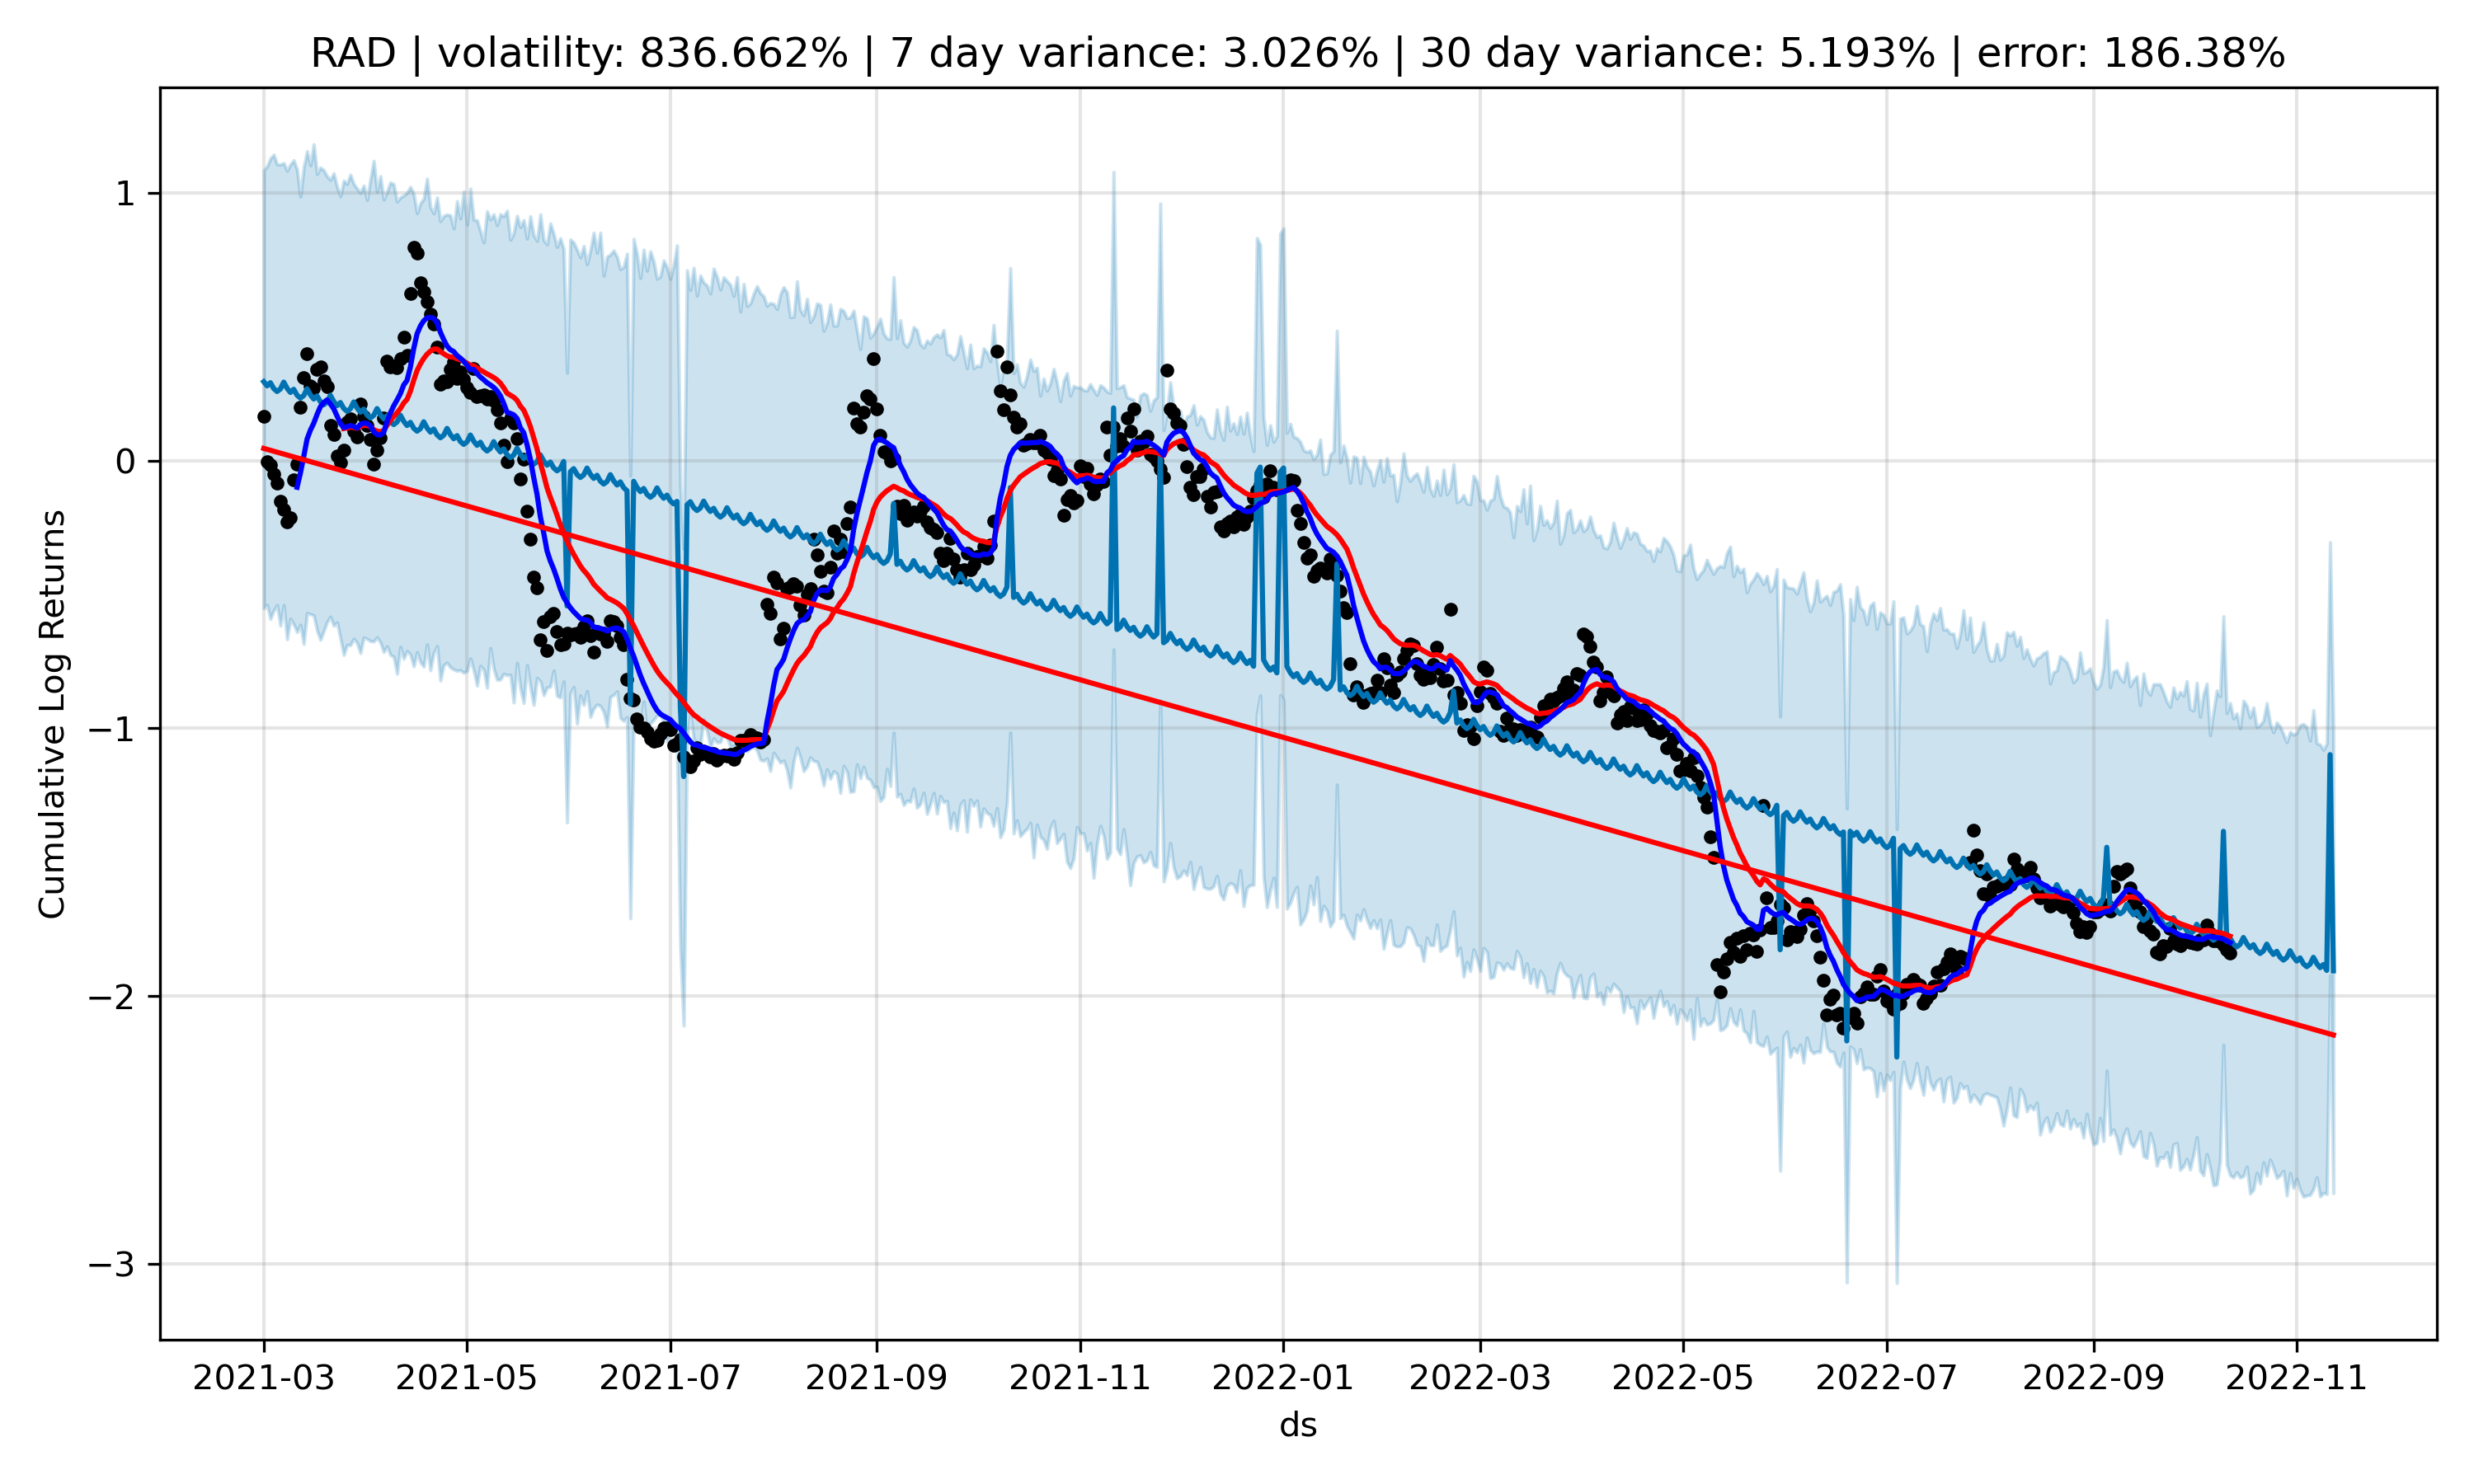 RAD | volatility: 836.662% | 7 day variance: 3.026% | 30 day variance: 5.193% | error: 186.38%
Cumulative Log Returns
1
0
−1
−2
−3
2021-03 2021-05 2021-07 2021-09 2021-11 2022-01 2022-03 2022-05 2022-07 2022-09 2022-11
ds